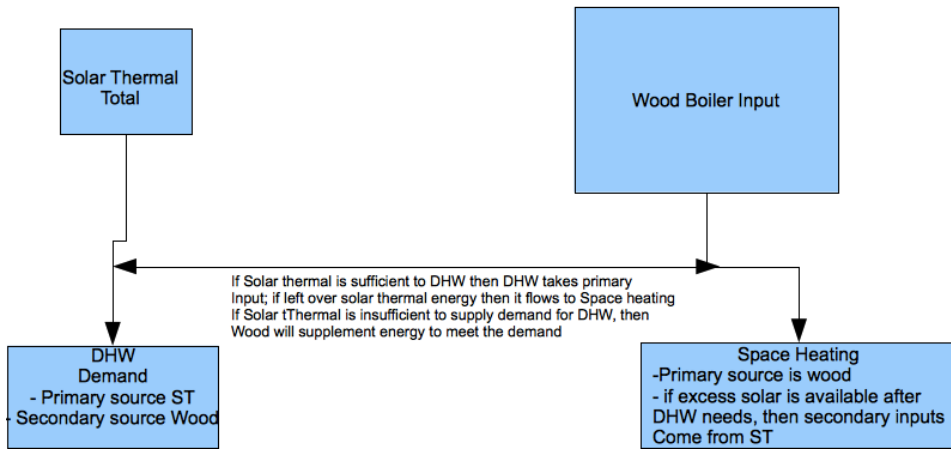 Solar Thermal
Total
Wood Boiler Input
If Solar thermal is sufficient to DHW then DHW takes primary
Input; if left over solar thermal energy then it flows to Space heating
If Solar tThermal is insufficient to supply demand for DHW, then
Wood will supplement energy to meet the demand
DHW
Demand
- Primary source ST
- Secondary source Wood
Space Heating
-Primary source is wood
- if excess solar is available after
DHW needs, then secondary inputs
Come from ST